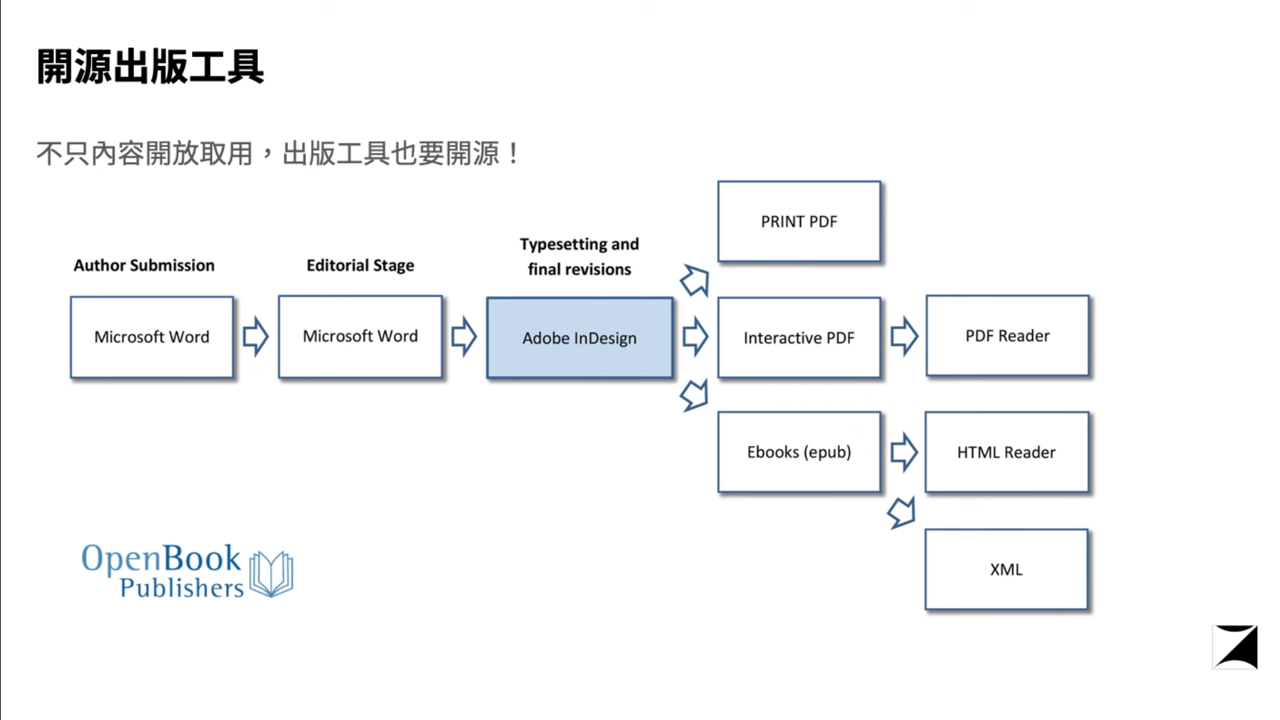 開源出版工具
不只內容開放取用，出版工具也要開源！
Author Submission
Microsoft Word
Editorial Stage
Microsoft Word
Typesetting and
final revisions
Adobe InDesign
PRINT PDF
Interactive PDF
PDF Reader
Ebooks (epub)
HTML Reader
XML
OpenBook
Publishers